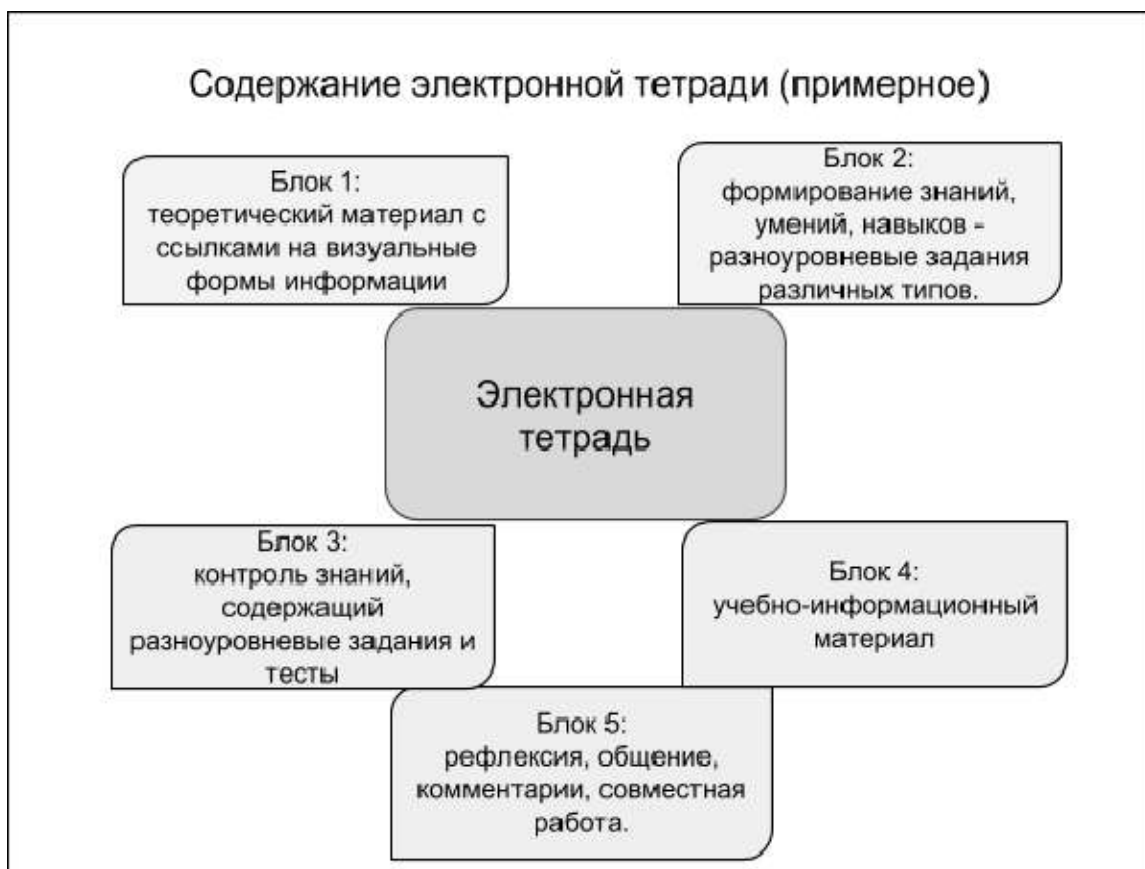 Содержание электронной тетради (примерное)
Блок 1:
теоретический материал с
ссылками на визуальные
формы информации
Блок 2:
формирование знаний,
умений, навыков -
разноуровневые задания
различных типов.
Электронная
тетрадь
Блок 3:
контроль знаний,
содержащий
разноуровневые задания и
тесты
Блок 4:
учебно-информационный
материал
Блок 5:
рефлексия, общение,
комментарии, совместная
работа.